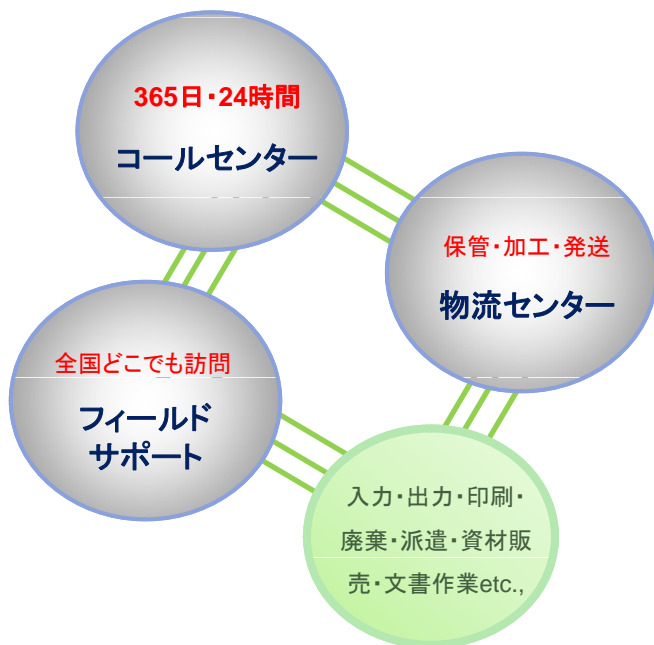 365日・24時間
コールセンター
保管・加工・発送
物流センター
全国どこでも訪問
フィールド
サポート
入力・出力・印刷・
廃棄・派遣・資材販
売・文書作業etc.,